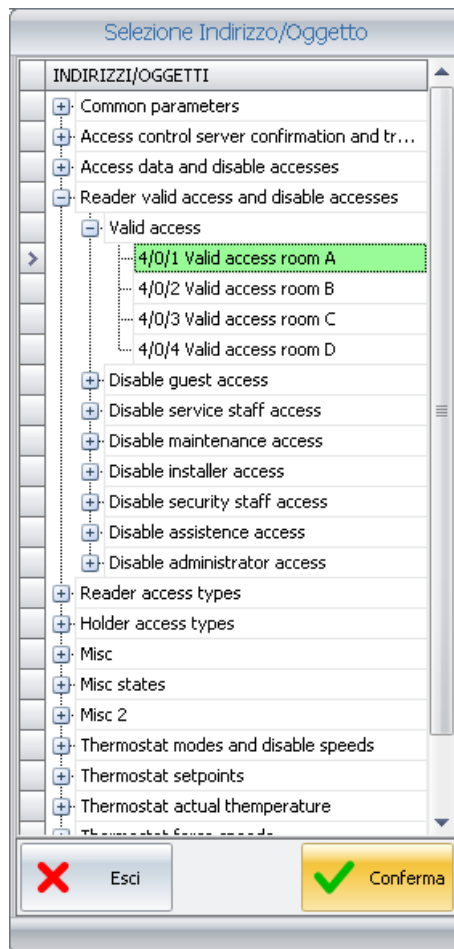 Selezione Indirizzo/Oggetto
INDIRIZZI/OGGETTI
Common parameters
Access control server confirmation and tr...
Access data and disable accesses
Reader valid access and disable accesses
Valid access
4/0/1 Valid access room A
4/0/2 Valid access room B
4/0/3 Valid access room C
4/0/4 Valid access room D
Disable guest access
Disable service staff access
Disable maintenance access
Disable installer access
Disable security staff access
Disable assistence access
Disable administrator access
Reader access types
Holder access types
Misc
Misc states
Misc 2
Thermostat modes and disable speeds
Thermostat setpoints
Thermostat actual themperature
Thermostat force speeds
Esci
Conferma